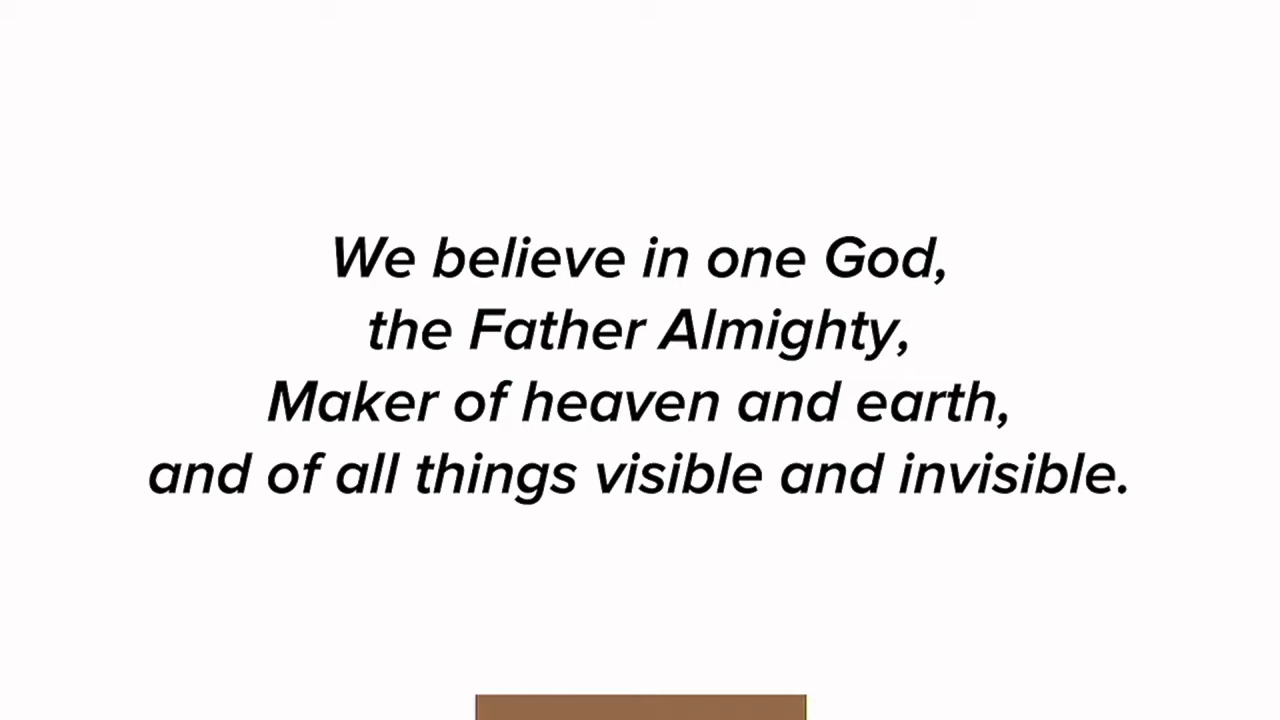 We believe in one God,
the Father Almighty,
Maker of heaven and earth,
and of all things visible and invisible.